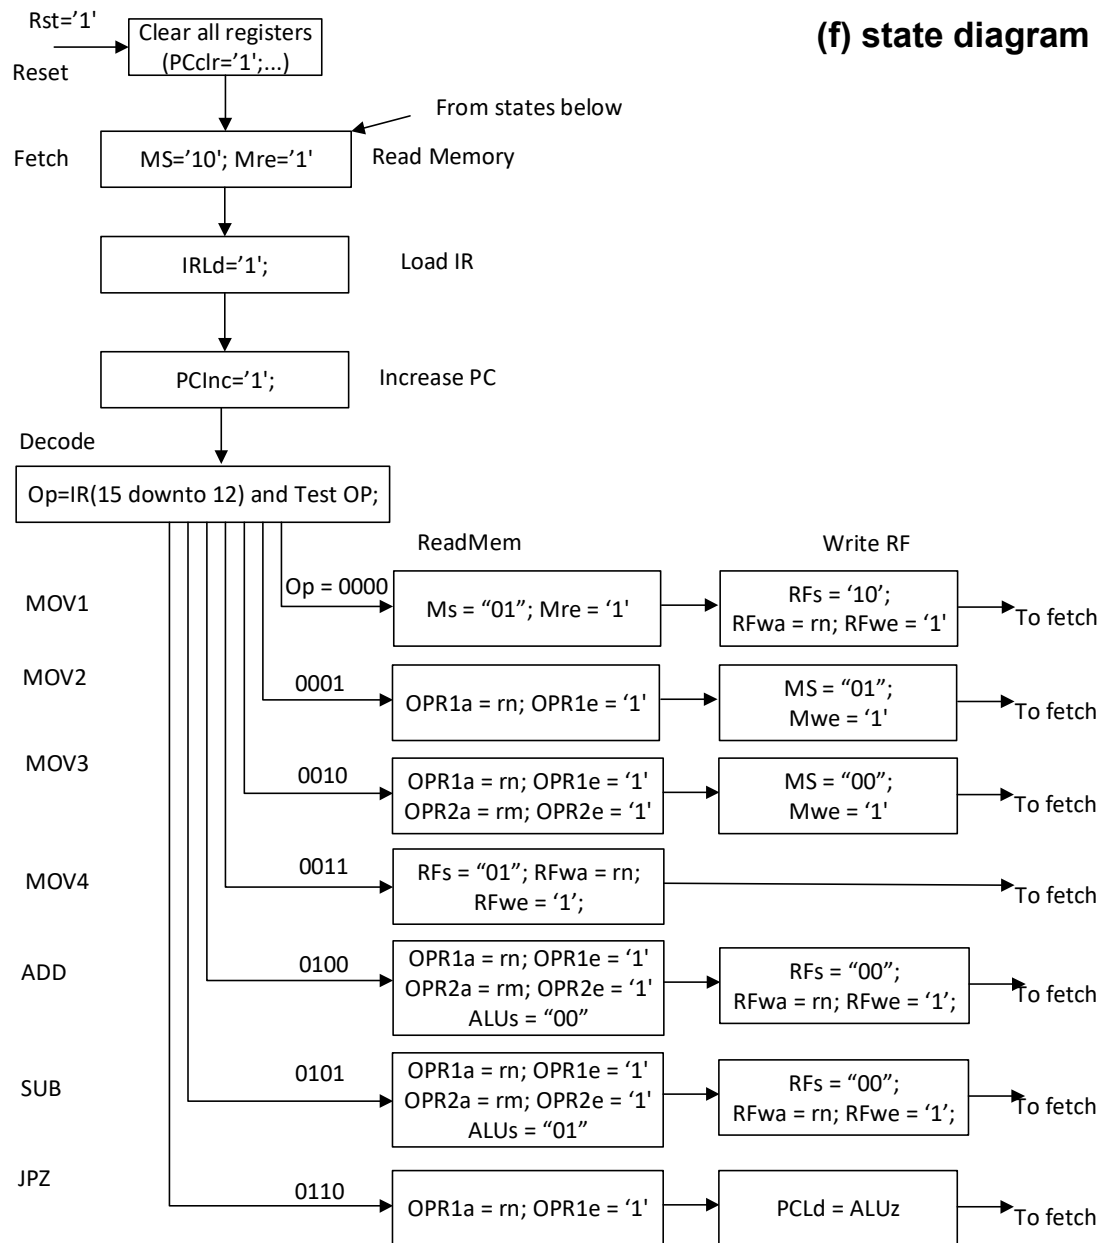 (f) state diagram
Rst=’1'
Reset
Clear all registers
(PCclr=’1';...)
From states below
Fetch
MS=’10'; Mre=’1'
Read Memory
IRLd=’1';
Load IR
PCInc=’1';
Increase PC
Decode
Op=IR(15 downto 12) and Test OP;
ReadMem
Write RF
MOV1
Op = 0000
Ms = “01”; Mre = ‘1'
RFs = ‘10’;
RFwa = rn; RFwe = ‘1'
To fetch
MOV2
0001
OPR1a = rn; OPR1e = ‘1'
MS = “01”;
Mwe = ‘1'
To fetch
MOV3
0010
OPR1a = rn; OPR1e = ‘1'
OPR2a = rm; OPR2e = ‘1'
MS = “00”;
Mwe = ‘1'
To fetch
MOV4
0011
RFs = “01”; RFwa = rn;
RFwe = ‘1’;
To fetch
ADD
0100
OPR1a = rn; OPR1e = ‘1'
OPR2a = rm; OPR2e = ‘1'
ALUs = “00”
RFs = “00”;
RFwa = rn; RFwe = ‘1’;
To fetch
SUB
0101
OPR1a = rn; OPR1e = ‘1'
OPR2a = rm; OPR2e = ‘1'
ALUs = “01”
RFs = “00”;
RFwa = rn; RFwe = ‘1’;
To fetch
JPZ
0110
OPR1a = rn; OPR1e = ‘1'
PCLd = ALUz
To fetch